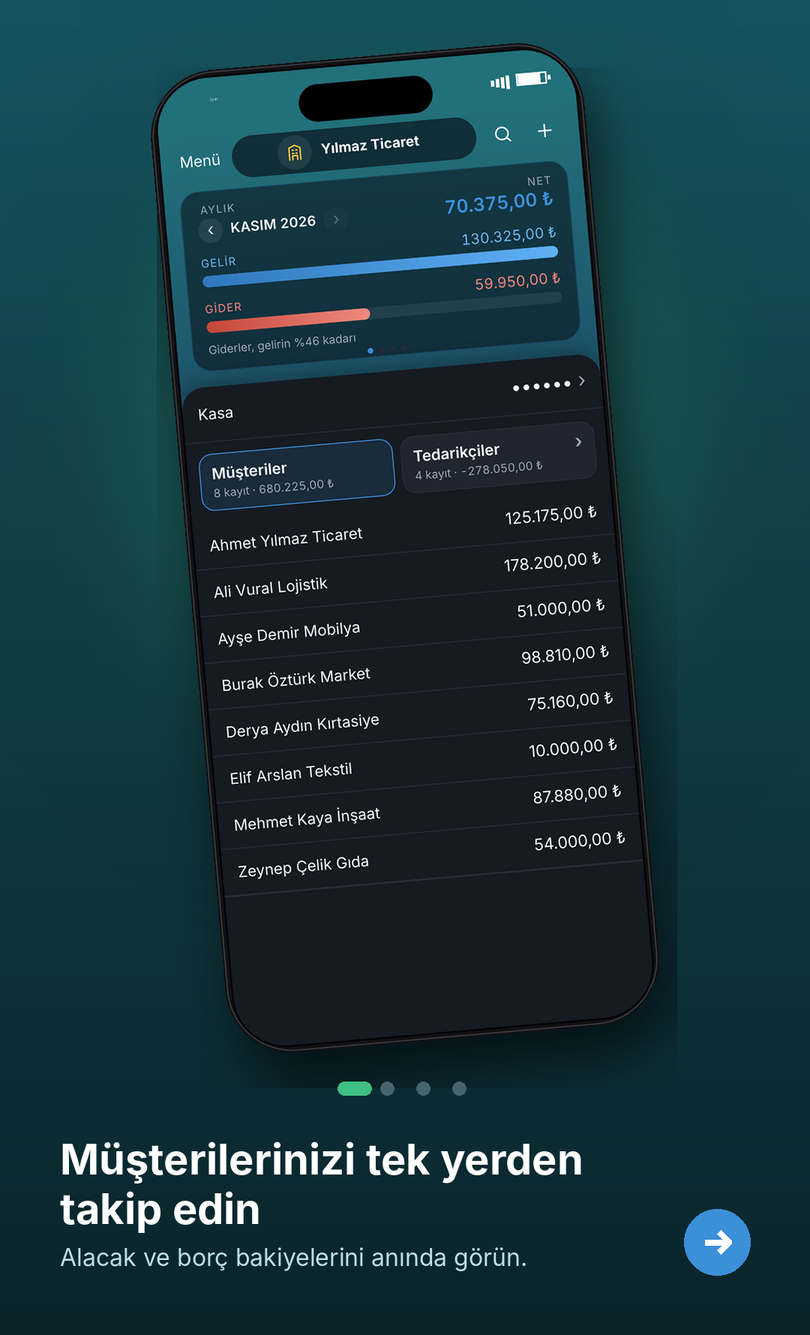 Menü
Yılmaz Ticaret
AYLIK
NET
KASIM 2026
70.375,00 ₺
GELİR
130.325,00 ₺
GİDER
59.950,00 ₺
Giderler, gelirin %46 kadarı
Kasa
Müşteriler
8 kayıt · 680.225,00 ₺
Tedarikçiler
4 kayıt · -278.050,00 ₺
Ahmet Yılmaz Ticaret 125.175,00 ₺
Ali Vural Lojistik 178.200,00 ₺
Ayşe Demir Mobilya 51.000,00 ₺
Burak Öztürk Market 98.810,00 ₺
Derya Aydın Kırtasiye 75.160,00 ₺
Elif Arslan Tekstil 10.000,00 ₺
Mehmet Kaya İnşaat 87.880,00 ₺
Zeynep Çelik Gıda 54.000,00 ₺
Müşterilerinizi tek yerden
takip edin
Alacak ve borç bakiyelerini anında görün.